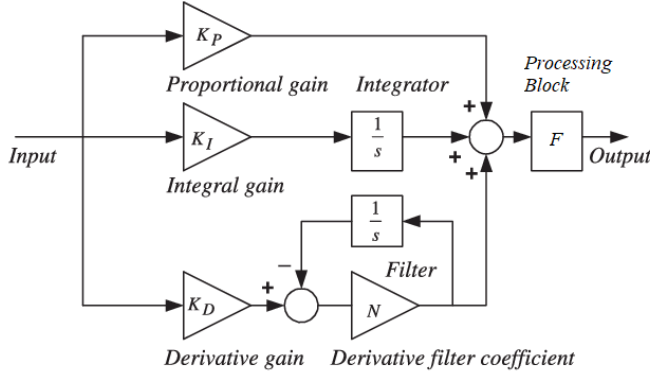 K_P
Processing
Block
Proportional gain
Integrator
+
Input
K_I
1
s
+
+
F
Output
Integral gain
1
s
−
Filter
+
K_D
N
Derivative gain
Derivative filter coefficient